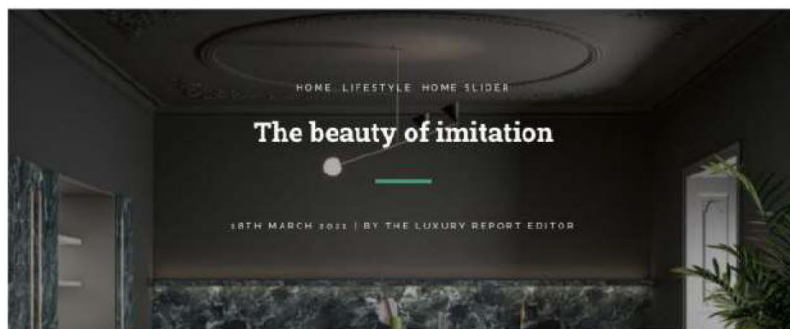 HOME, LIFESTYLE, HOME SLIDER
The beauty of imitation
18TH MARCH 2021 | BY THE LUXURY REPORT EDITOR